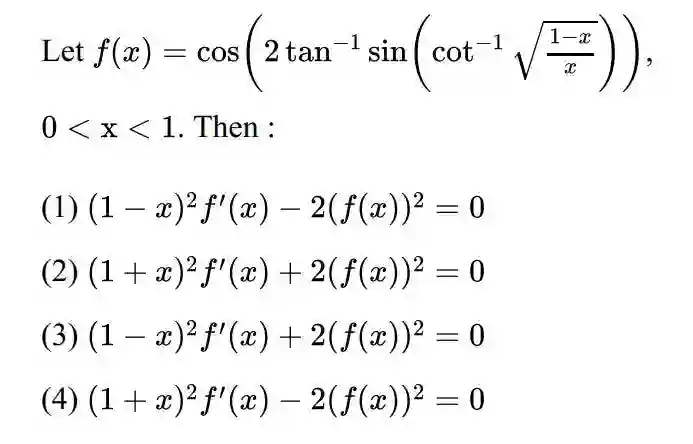 Let f(x) = cos(2 tan⁻¹ sin(cot⁻¹ √((1−x)/x))),
0 < x < 1. Then :
(1) (1 − x)² f′(x) − 2(f(x))² = 0
(2) (1 + x)² f′(x) + 2(f(x))² = 0
(3) (1 − x)² f′(x) + 2(f(x))² = 0
(4) (1 + x)² f′(x) − 2(f(x))² = 0